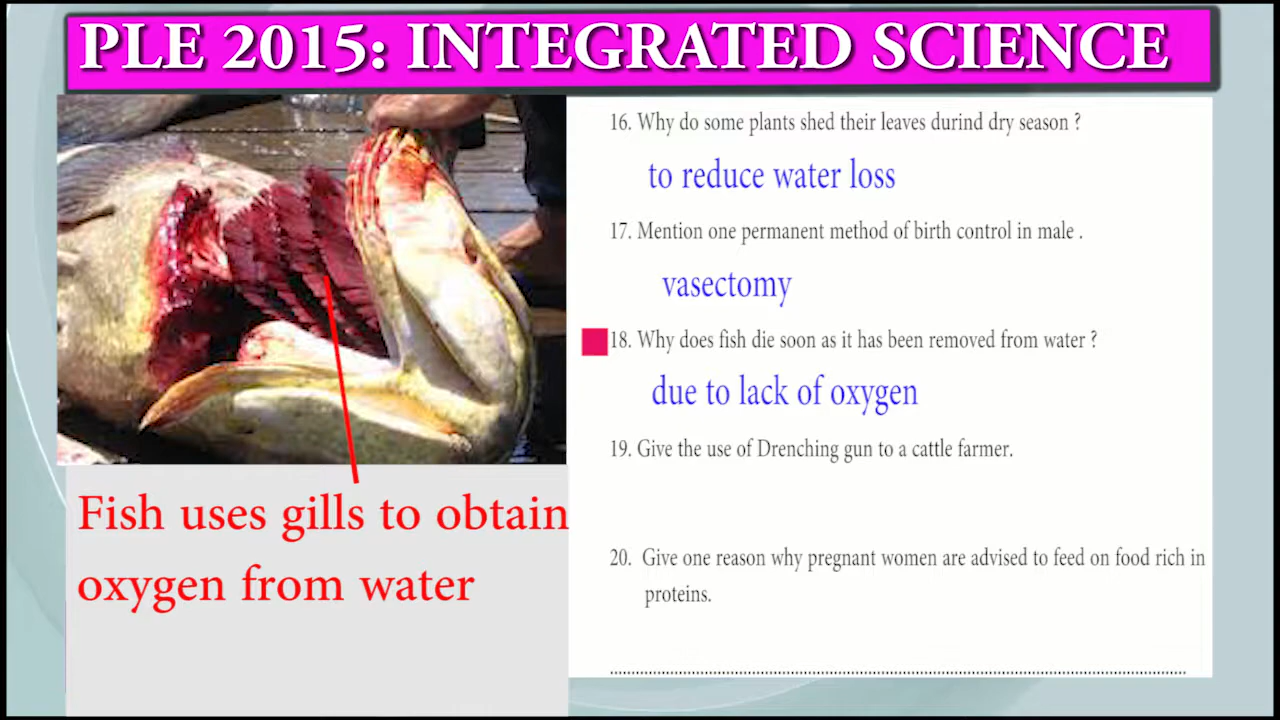 PLE 2015: INTEGRATED SCIENCE
Fish uses gills to obtain
oxygen from water
16. Why do some plants shed their leaves durind dry season ?
to reduce water loss
17. Mention one permanent method of birth control in male .
vasectomy
18. Why does fish die soon as it has been removed from water ?
due to lack of oxygen
19. Give the use of Drenching gun to a cattle farmer.
20. Give one reason why pregnant women are advised to feed on food rich in
proteins.